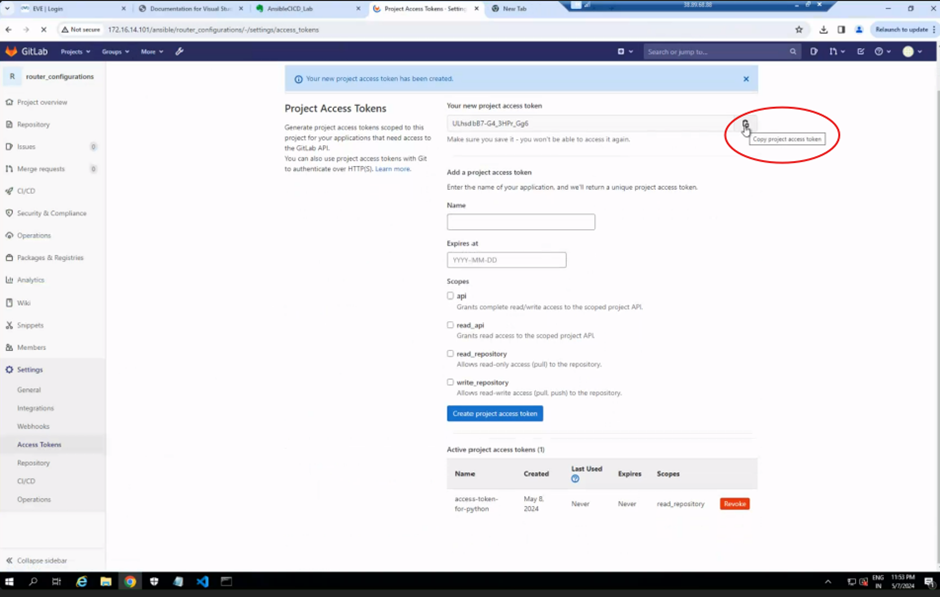 EVE | Login
Documentation for Visual Stu
AnsibleCICD_Lab
Project Access Tokens · Settin
New Tab
Not secure 172.16.14.101/ansible/router_configurations/-/settings/access_tokens
Relaunch to update
GitLab Projects Groups More
Search or jump to...
R router_configurations
Project overview
Repository
Issues 0
Merge requests 0
CI/CD
Security & Compliance
Operations
Packages & Registries
Analytics
Wiki
Snippets
Members
Settings
General
Integrations
Webhooks
Access Tokens
Repository
CI/CD
Operations
Collapse sidebar
Your new project access token has been created.
Project Access Tokens
Generate project access tokens scoped to this
project for your applications that need access to
the GitLab API.
You can also use project access tokens with Git
to authenticate over HTTP(S). Learn more.
Your new project access token
Copy project access token
Make sure you save it - you won't be able to access it again.
Add a project access token
Enter the name of your application, and we'll return a unique project access token.
Name
Expires at
YYYY-MM-DD
Scopes
api
Grants complete read/write access to the scoped project API.
read_api
Grants read access to the scoped project API.
read_repository
Allows read-only access (pull) to the repository.
write_repository
Allows read-write access (pull, push) to the repository.
Create project access token
Active project access tokens (1)
Name Created Last Used Expires Scopes
access-token-
for-python
May 8,
2024
Never Never read_repository Revoke
ENG
IN
11:53 PM
5/7/2024